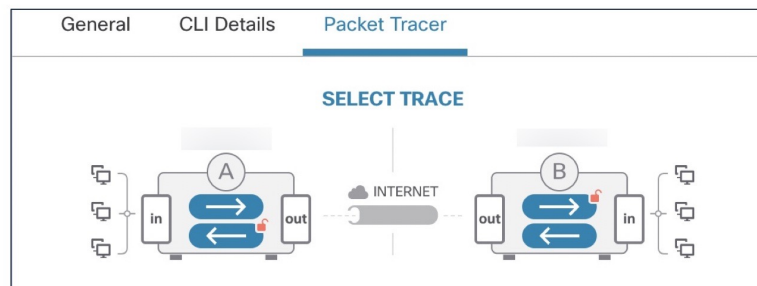 General CLI Details Packet Tracer
SELECT TRACE
A B
INTERNET
in out out in